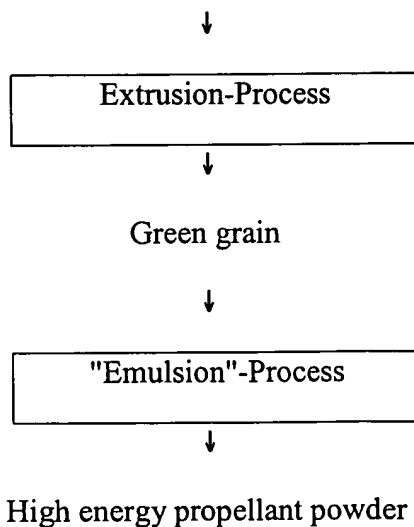 Extrusion-Process
Green grain
"Emulsion"-Process
High energy propellant powder